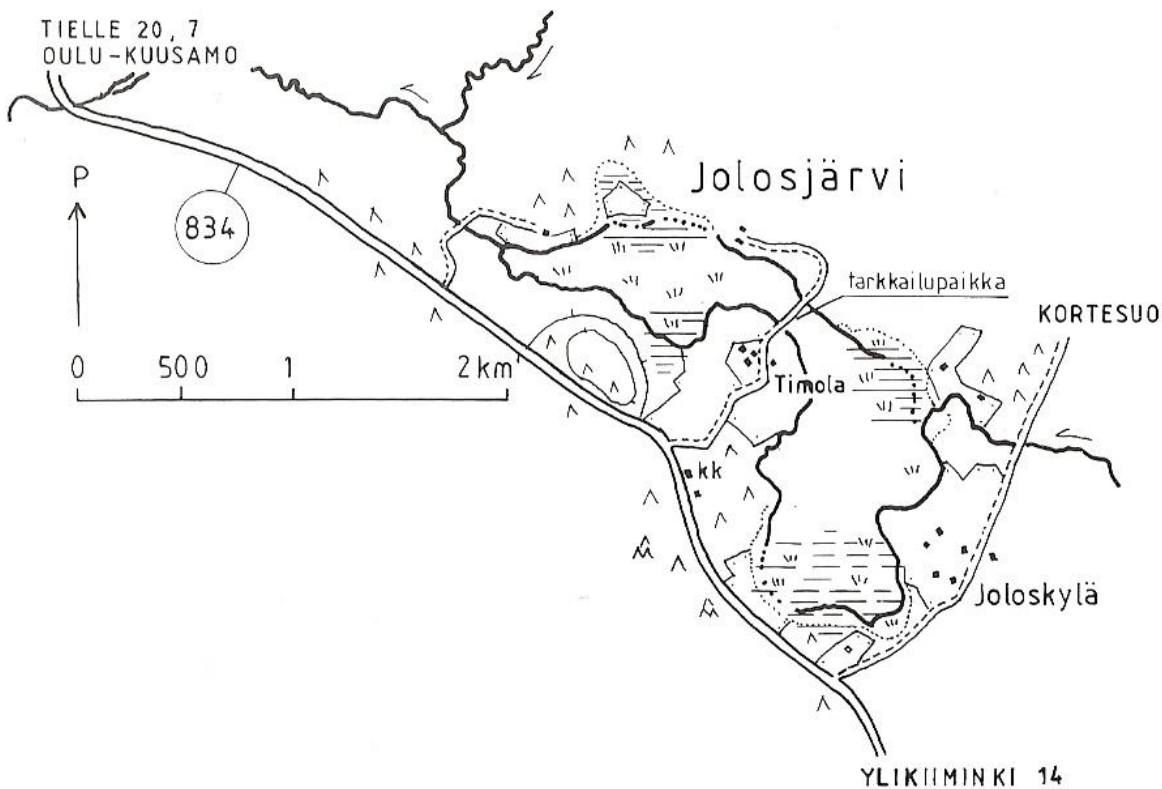 TIELLE 20, 7
OULU-KUUSAMO
P
Jolosjärvi
834
tarkkailupaikka
KORTESUO
0 500 1 2 km
Timola
kk
Joloskylä
YLIKIIMINKI 14